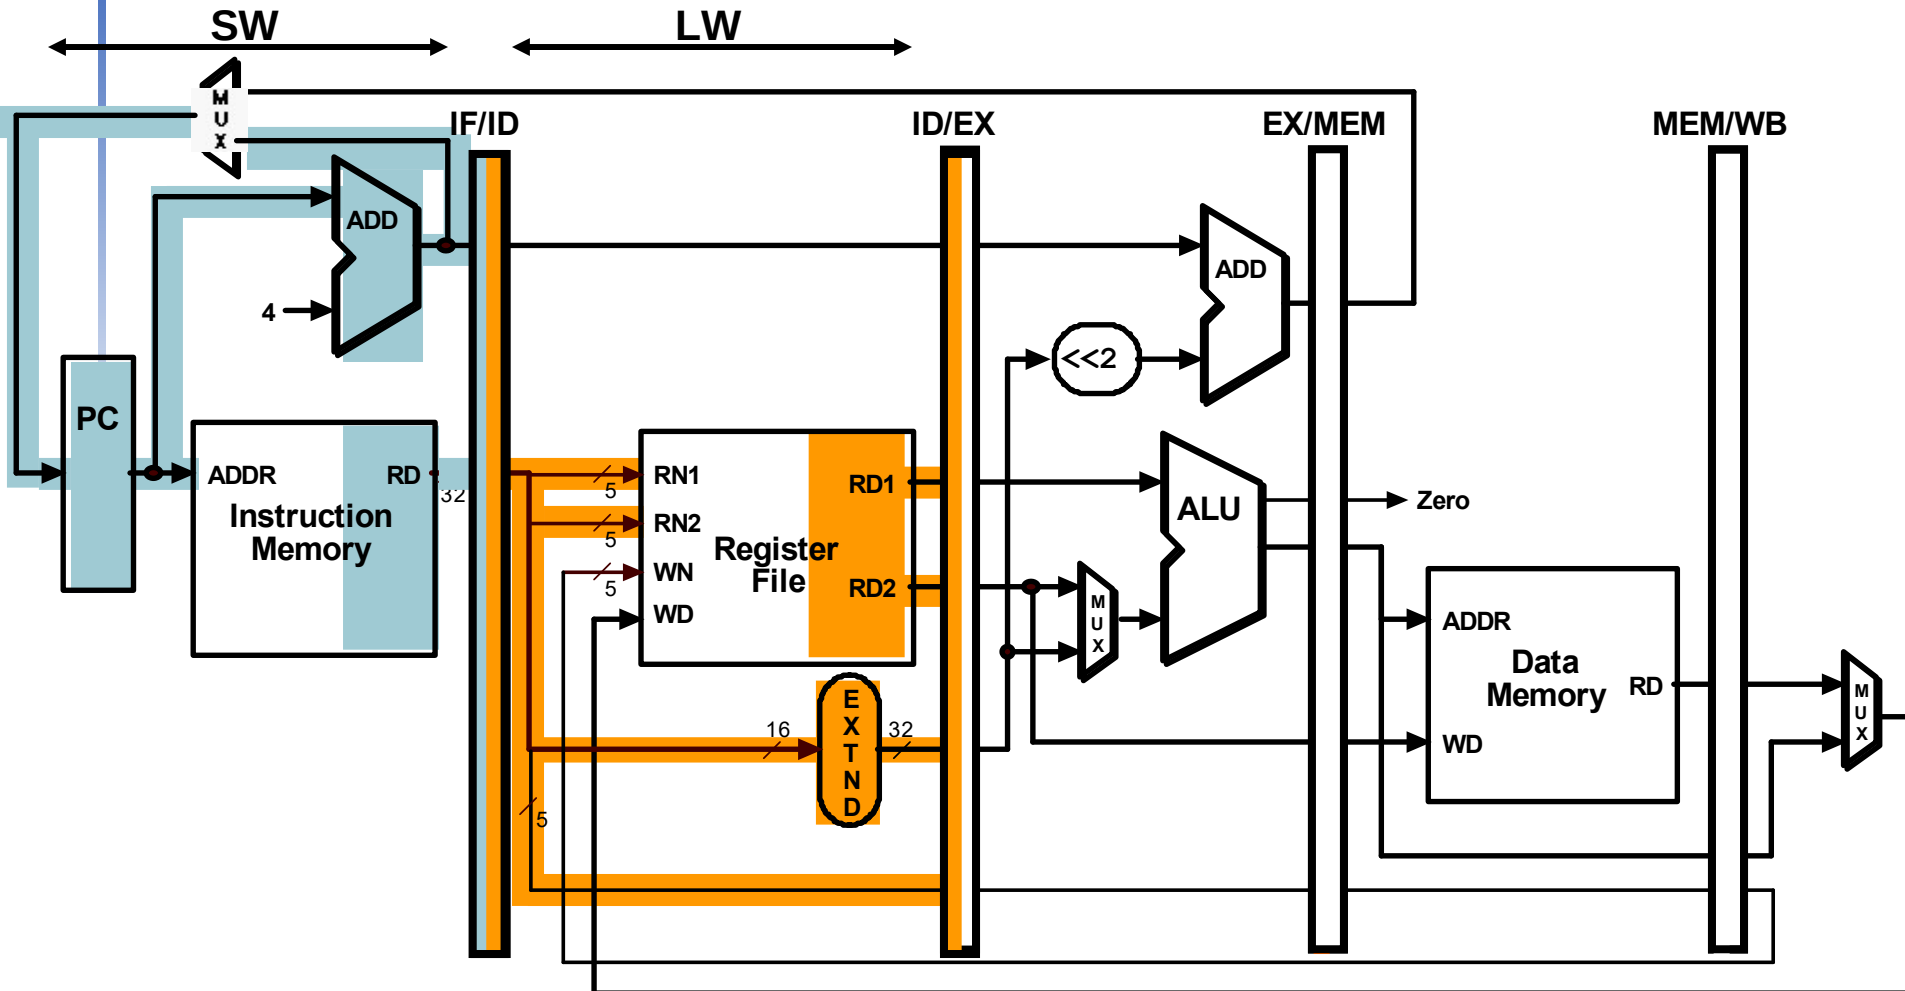 SW
LW
M
U
X
IF/ID
ID/EX
EX/MEM
MEM/WB
ADD
4
ADD
<<2
PC
ADDR
RD
32
Instruction
Memory
5
RN1
5
RN2
5
WN
WD
RD1
RD2
Register
File
ALU
Zero
M
U
X
ADDR
Data
Memory
RD
WD
M
U
X
16
E
X
T
N
D
32
5